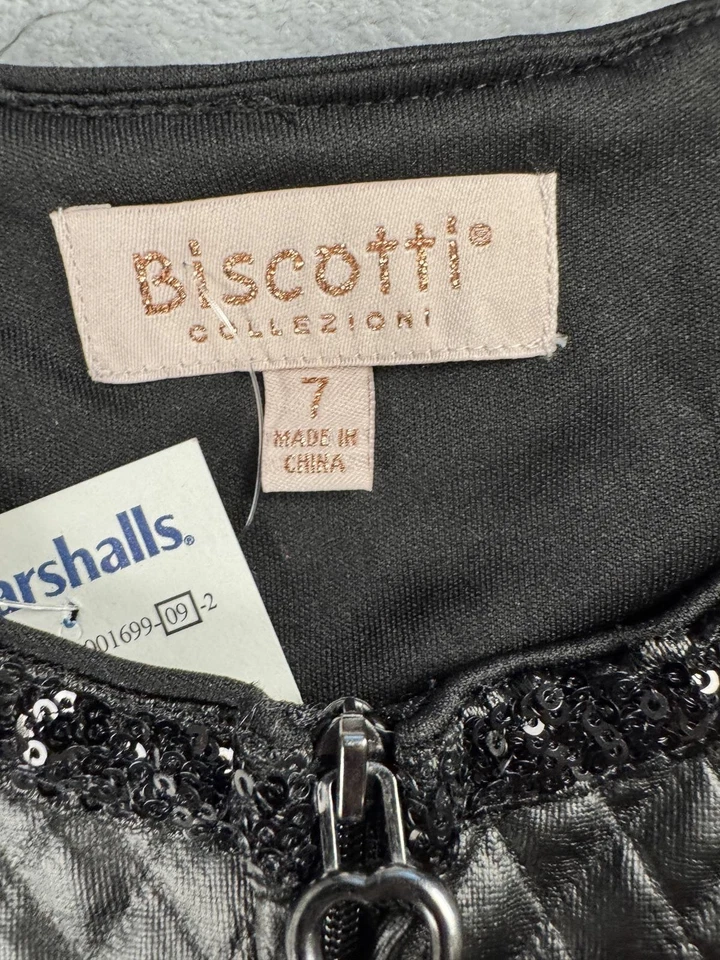 Biscotti®
COLLEZIONI
7
MADE IN
CHINA
arshalls®
001699-09-2